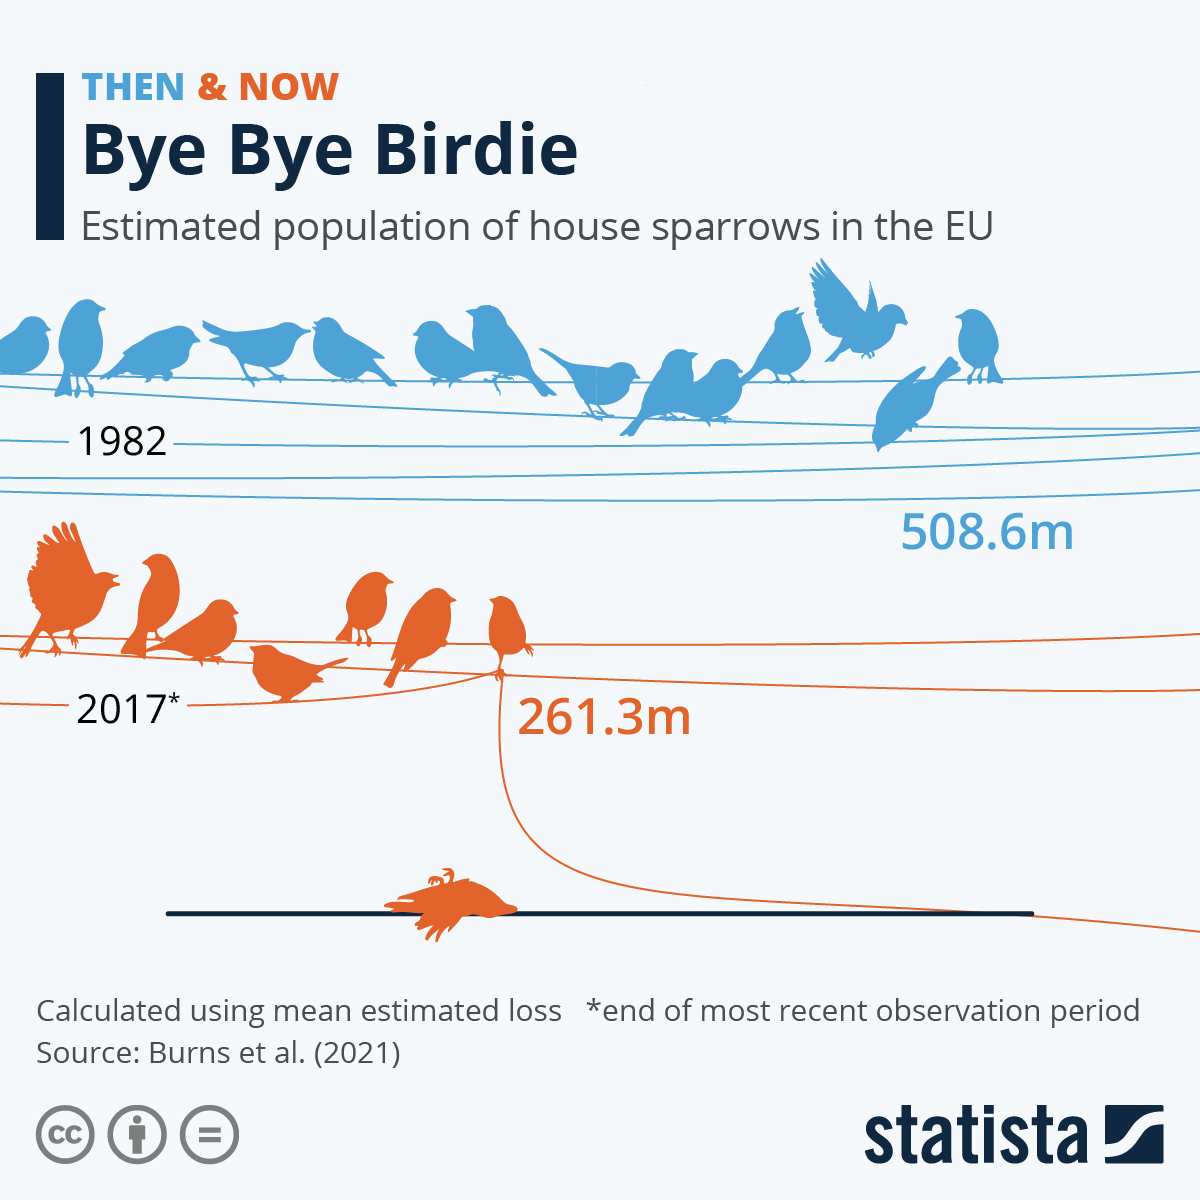 THEN & NOW
Bye Bye Birdie
Estimated population of house sparrows in the EU
1982
508.6m
2017*
261.3m
Calculated using mean estimated loss *end of most recent observation period
Source: Burns et al. (2021)
cc
statista